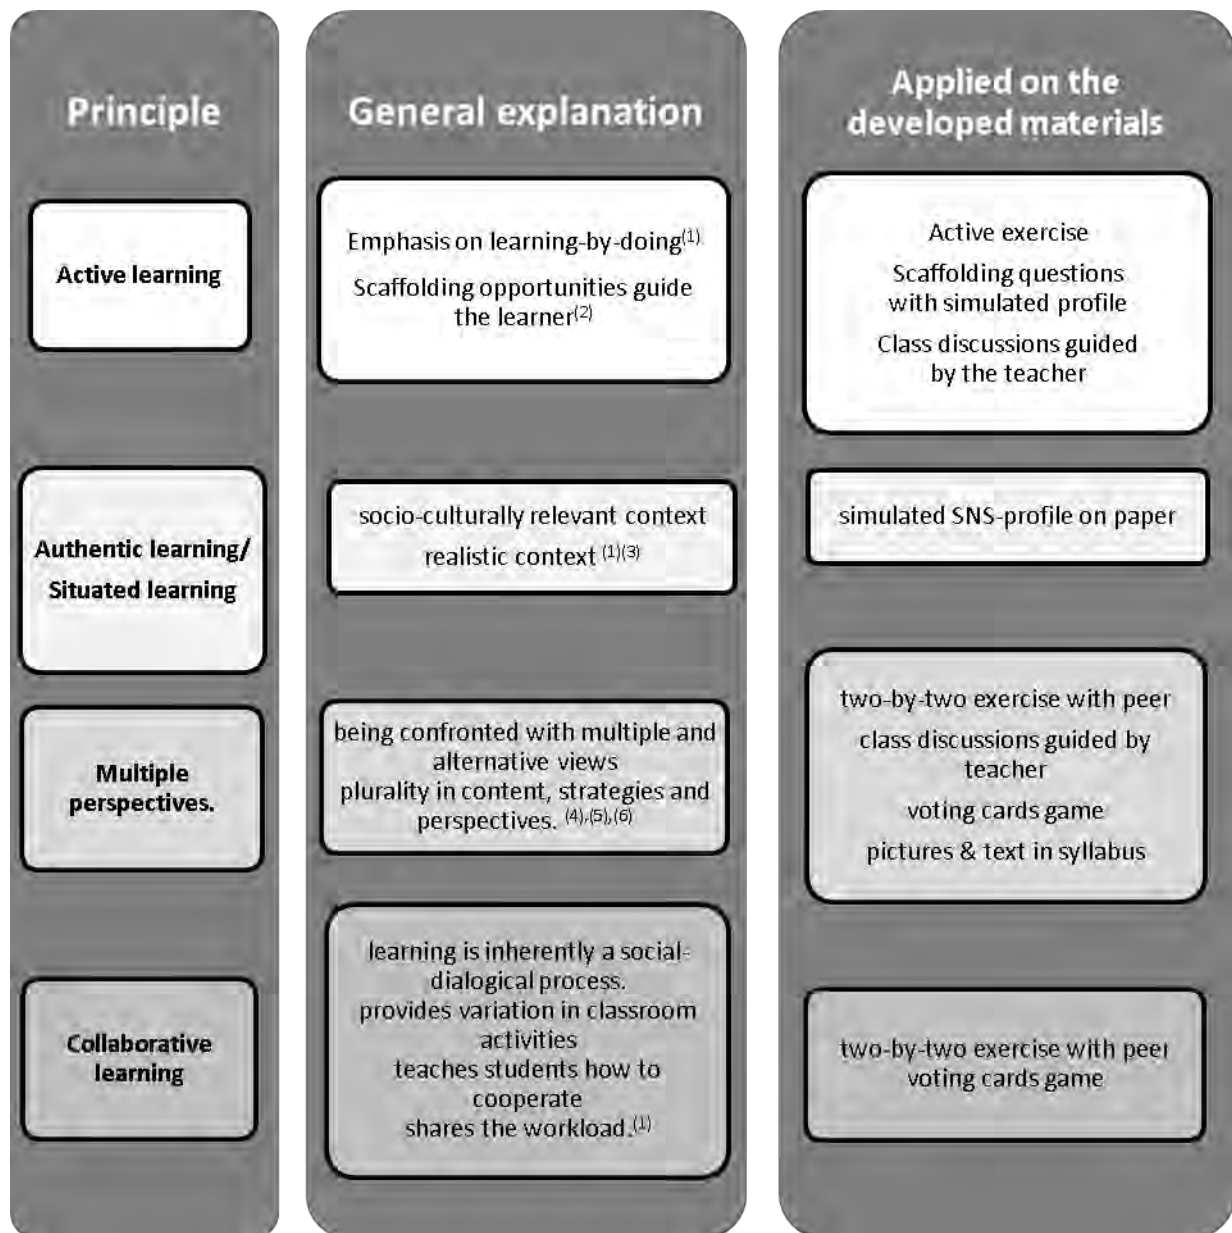 Principle
General explanation
Applied on the
developed materials
Active learning
Emphasis on learning-by-doing(1).
Scaffolding opportunities guide
the learner(2)
Active exercise
Scaffolding questions
with simulated profile
Class discussions guided
by the teacher
Authentic learning/
Situated learning
socio-culturally relevant context
realistic context (1)(3)
simulated SNS-profile on paper
Multiple
perspectives.
being confronted with multiple and
alternative views
plurality in content, strategies and
perspectives. (4),(5),(6)
two-by-two exercise with peer
class discussions guided by
teacher
voting cards game
pictures & text in syllabus
Collaborative
learning
learning is inherently a social-
dialogical process.
provides variation in classroom
activities
teaches students how to
cooperate
shares the workload.(1)
two-by-two exercise with peer
voting cards game